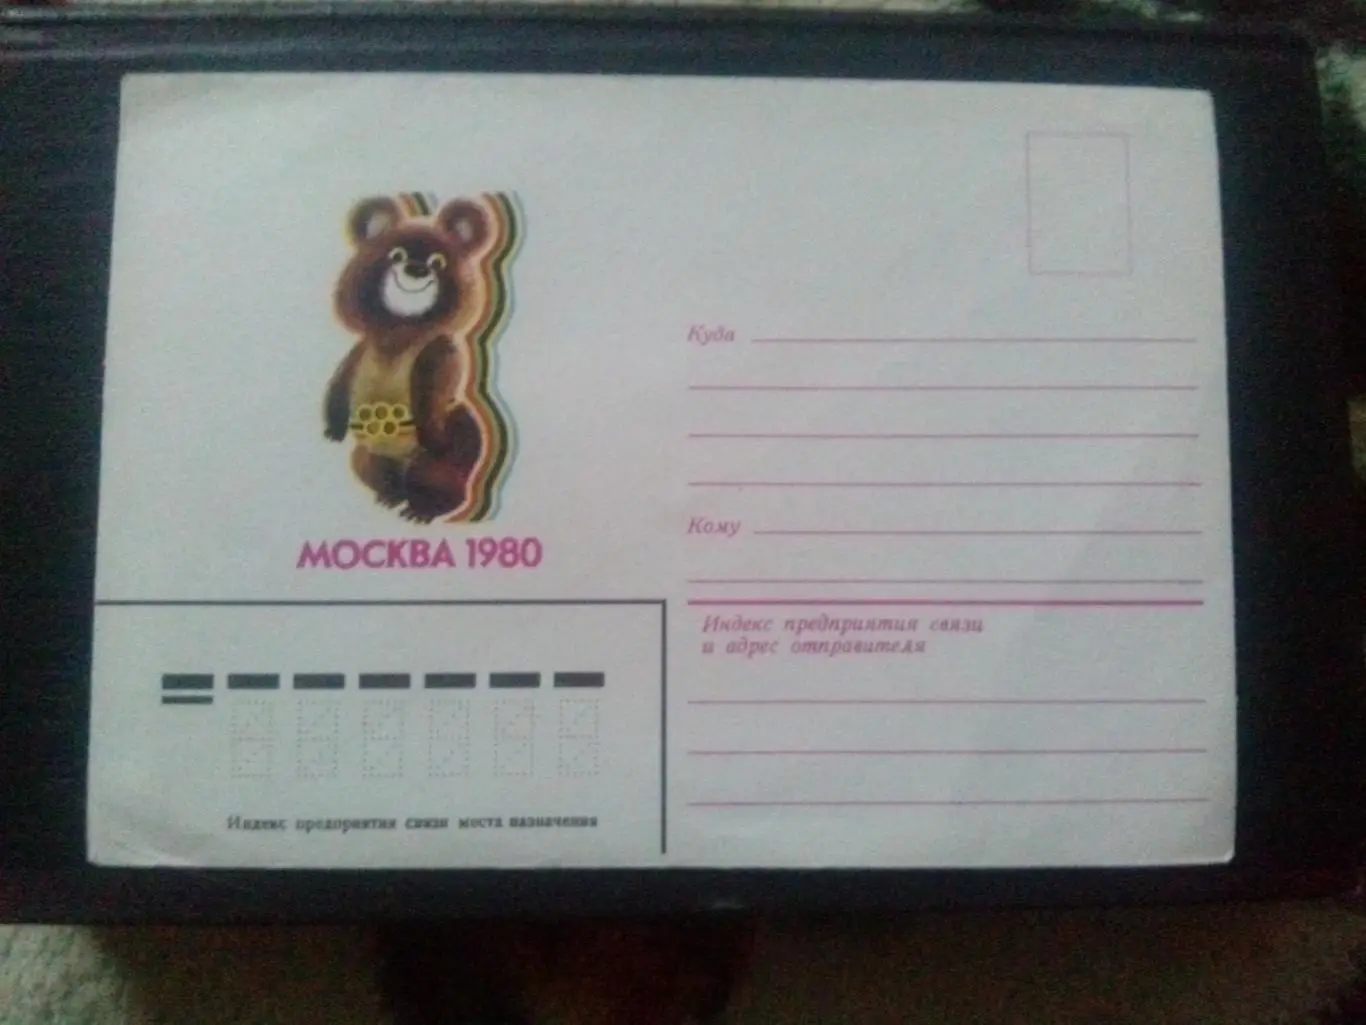 Куда
МОСКВА 1980
Кому
Индекс предприятия связи
и адрес отправителя
Индекс предприятия связи места назначения